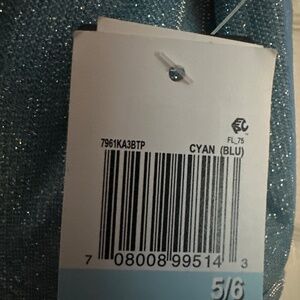 FL_75
7961KA3BTP CYAN (BLU)
7 08008 99514 3
5/6